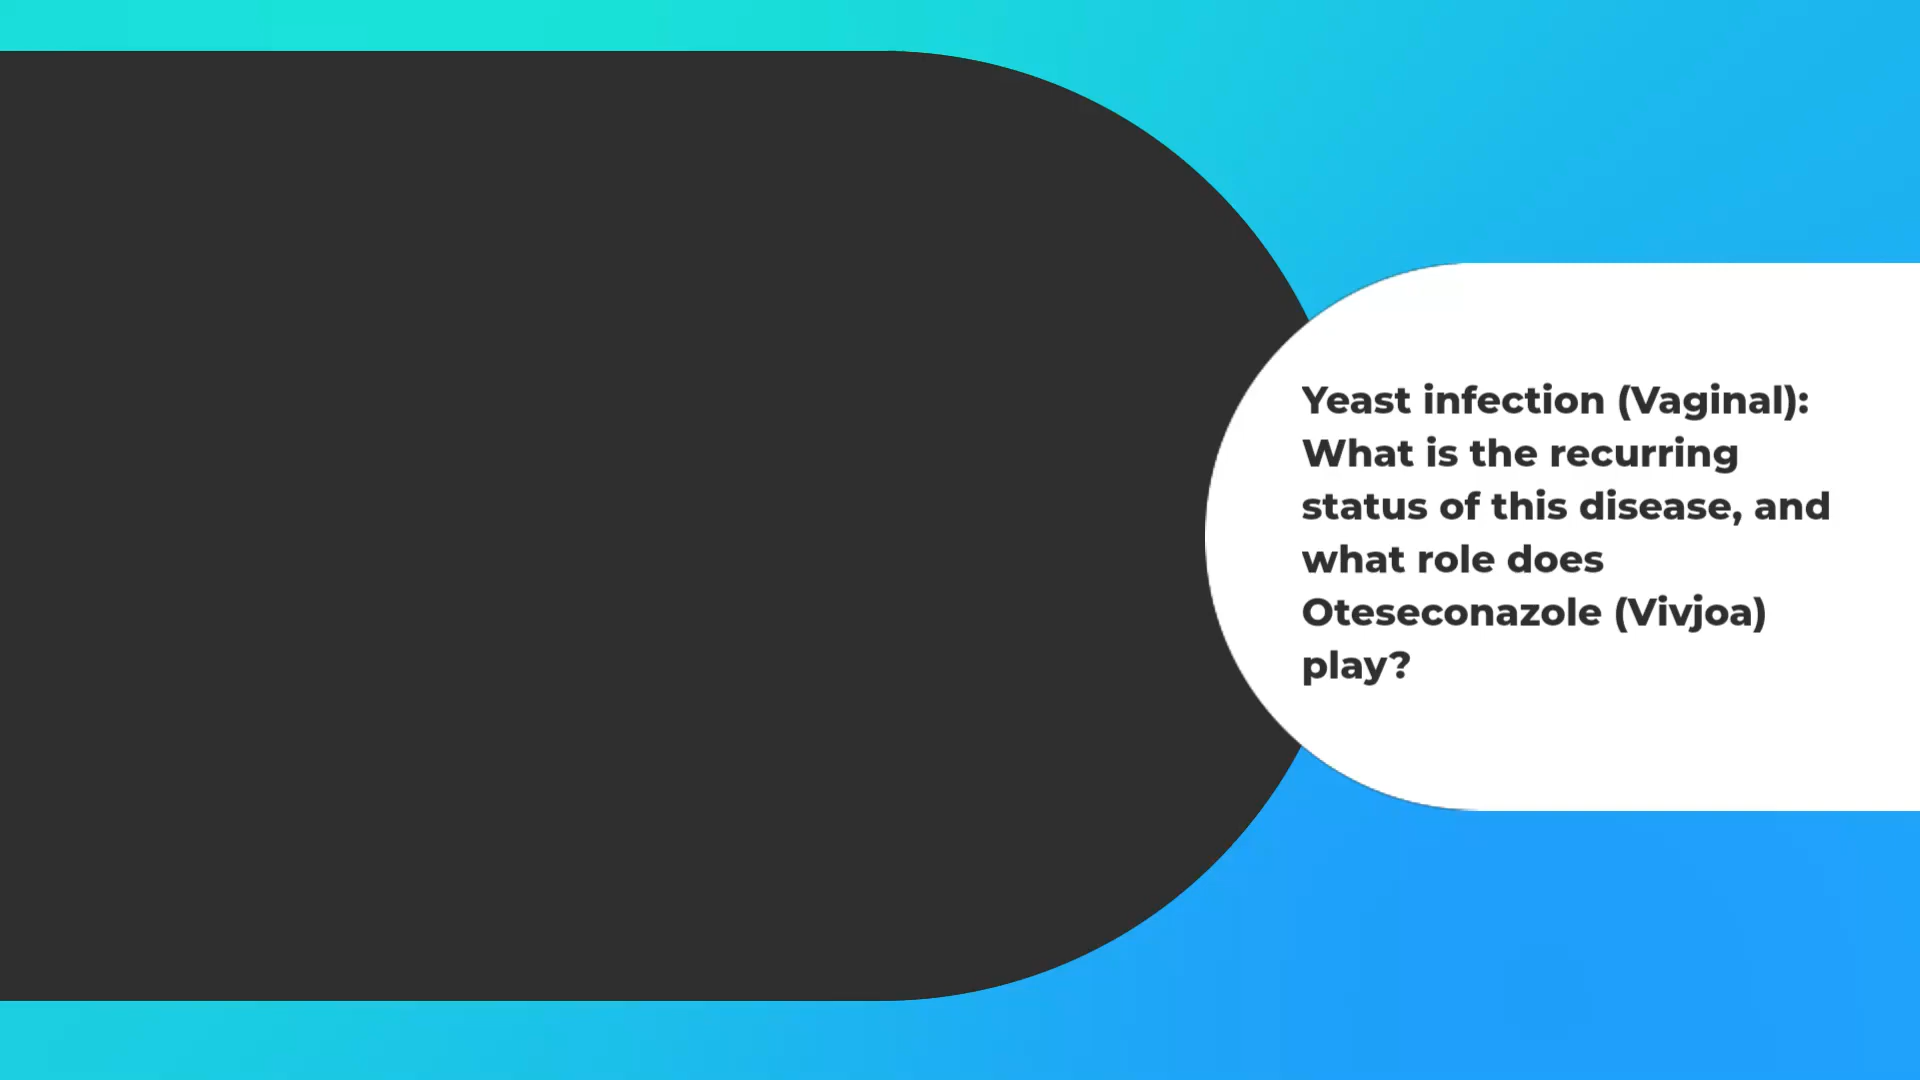 Yeast infection (Vaginal):
What is the recurring
status of this disease, and
what role does
Oteseconazole (Vivjoa)
play?